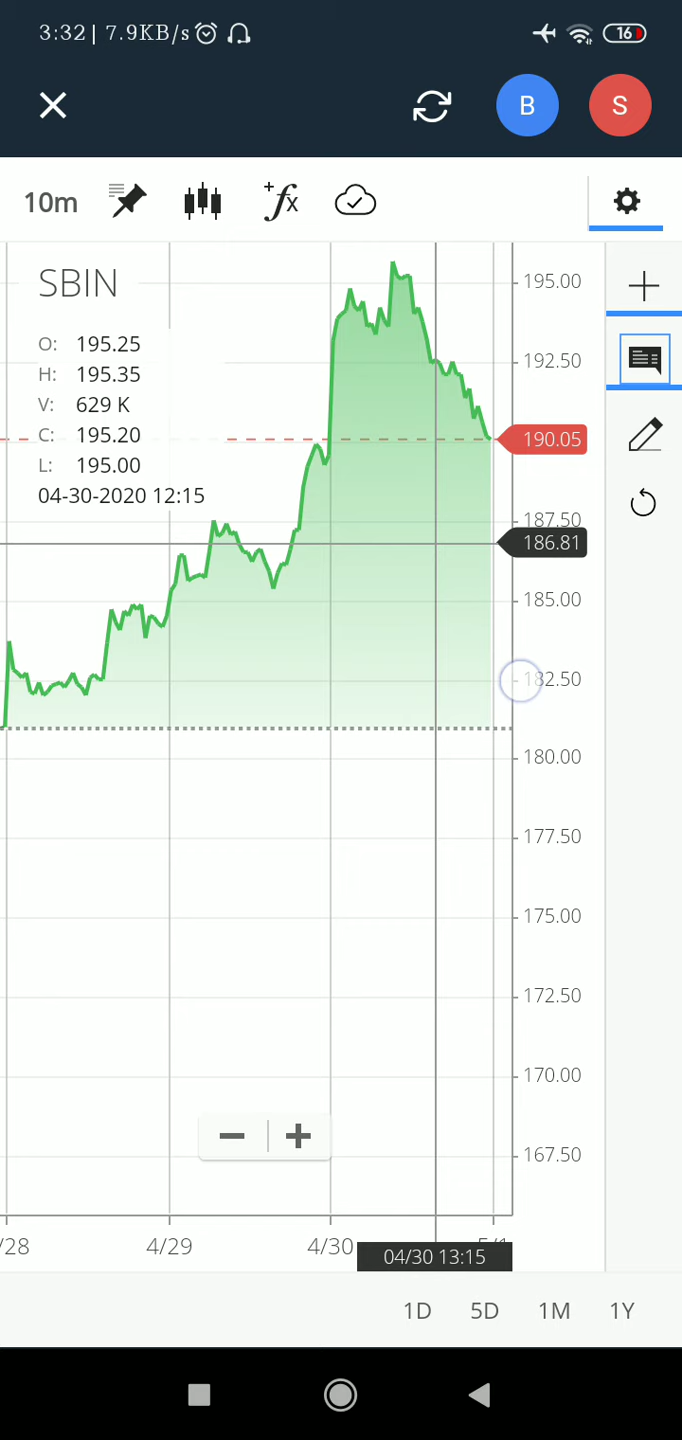 3:32 | 7.9KB/s
16
B
S
10m
+fx
SBIN
O: 195.25
H: 195.35
V: 629 K
C: 195.20
L: 195.00
04-30-2020 12:15
195.00
192.50
190.05
187.50
186.81
185.00
182.50
180.00
177.50
175.00
172.50
170.00
167.50
/28
4/29
4/30
04/30 13:15
1D
5D
1M
1Y